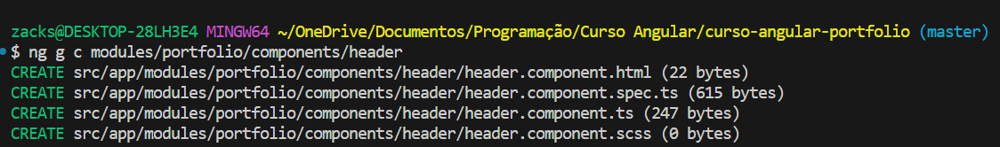 zacks@DESKTOP-28LH3E4 MINGW64 ~/OneDrive/Documentos/Programação/Curso Angular/curso-angular-portfolio (master)
$ ng g c modules/portfolio/components/header
CREATE src/app/modules/portfolio/components/header/header.component.html (22 bytes)
CREATE src/app/modules/portfolio/components/header/header.component.spec.ts (615 bytes)
CREATE src/app/modules/portfolio/components/header/header.component.ts (247 bytes)
CREATE src/app/modules/portfolio/components/header/header.component.scss (0 bytes)